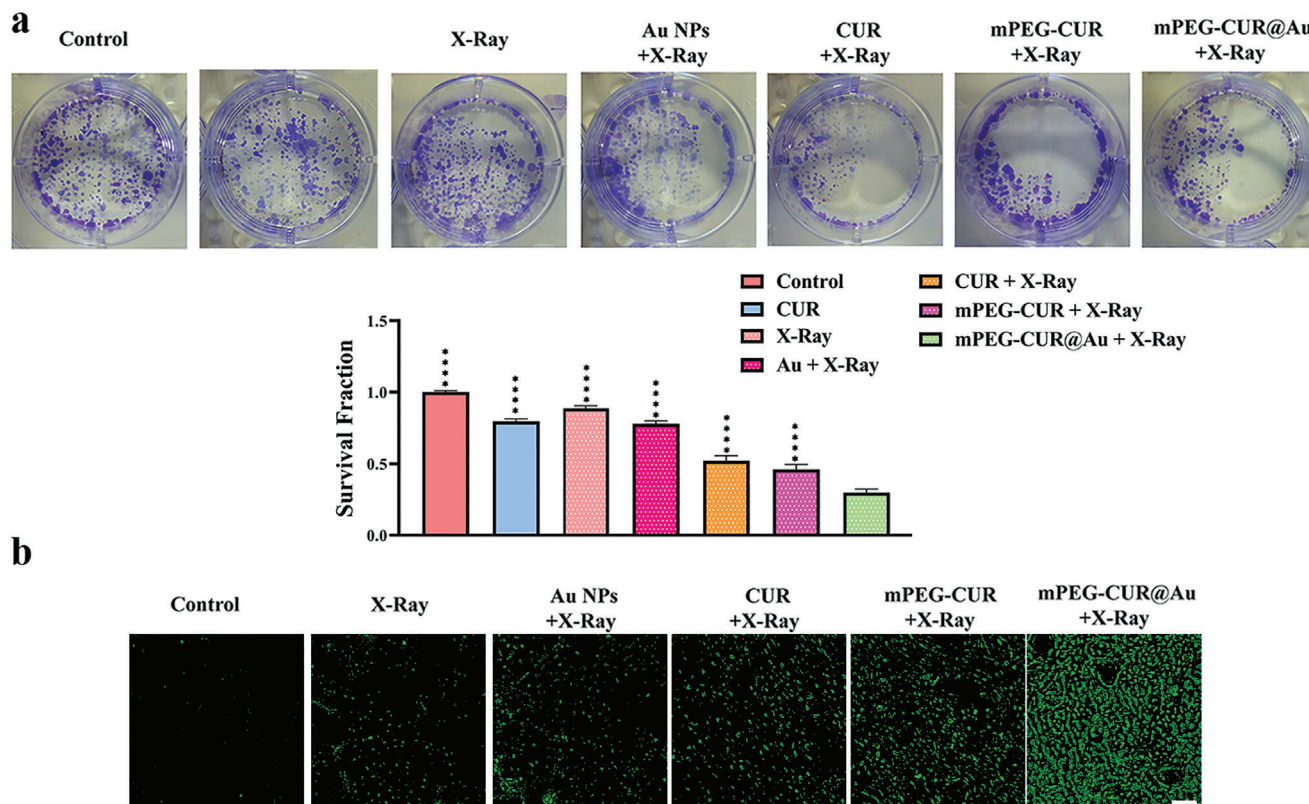 a
Control
X-Ray
Au NPs
+X-Ray
CUR
+X-Ray
mPEG-CUR
+X-Ray
mPEG-CUR@Au
+X-Ray
Control
CUR
X-Ray
Au + X-Ray
CUR + X-Ray
mPEG-CUR + X-Ray
mPEG-CUR@Au + X-Ray
Survival Fraction
1.5
1.0
0.5
0.0
****
****
****
****
****
****
b
Control
X-Ray
Au NPs
+X-Ray
CUR
+X-Ray
mPEG-CUR
+X-Ray
mPEG-CUR@Au
+X-Ray